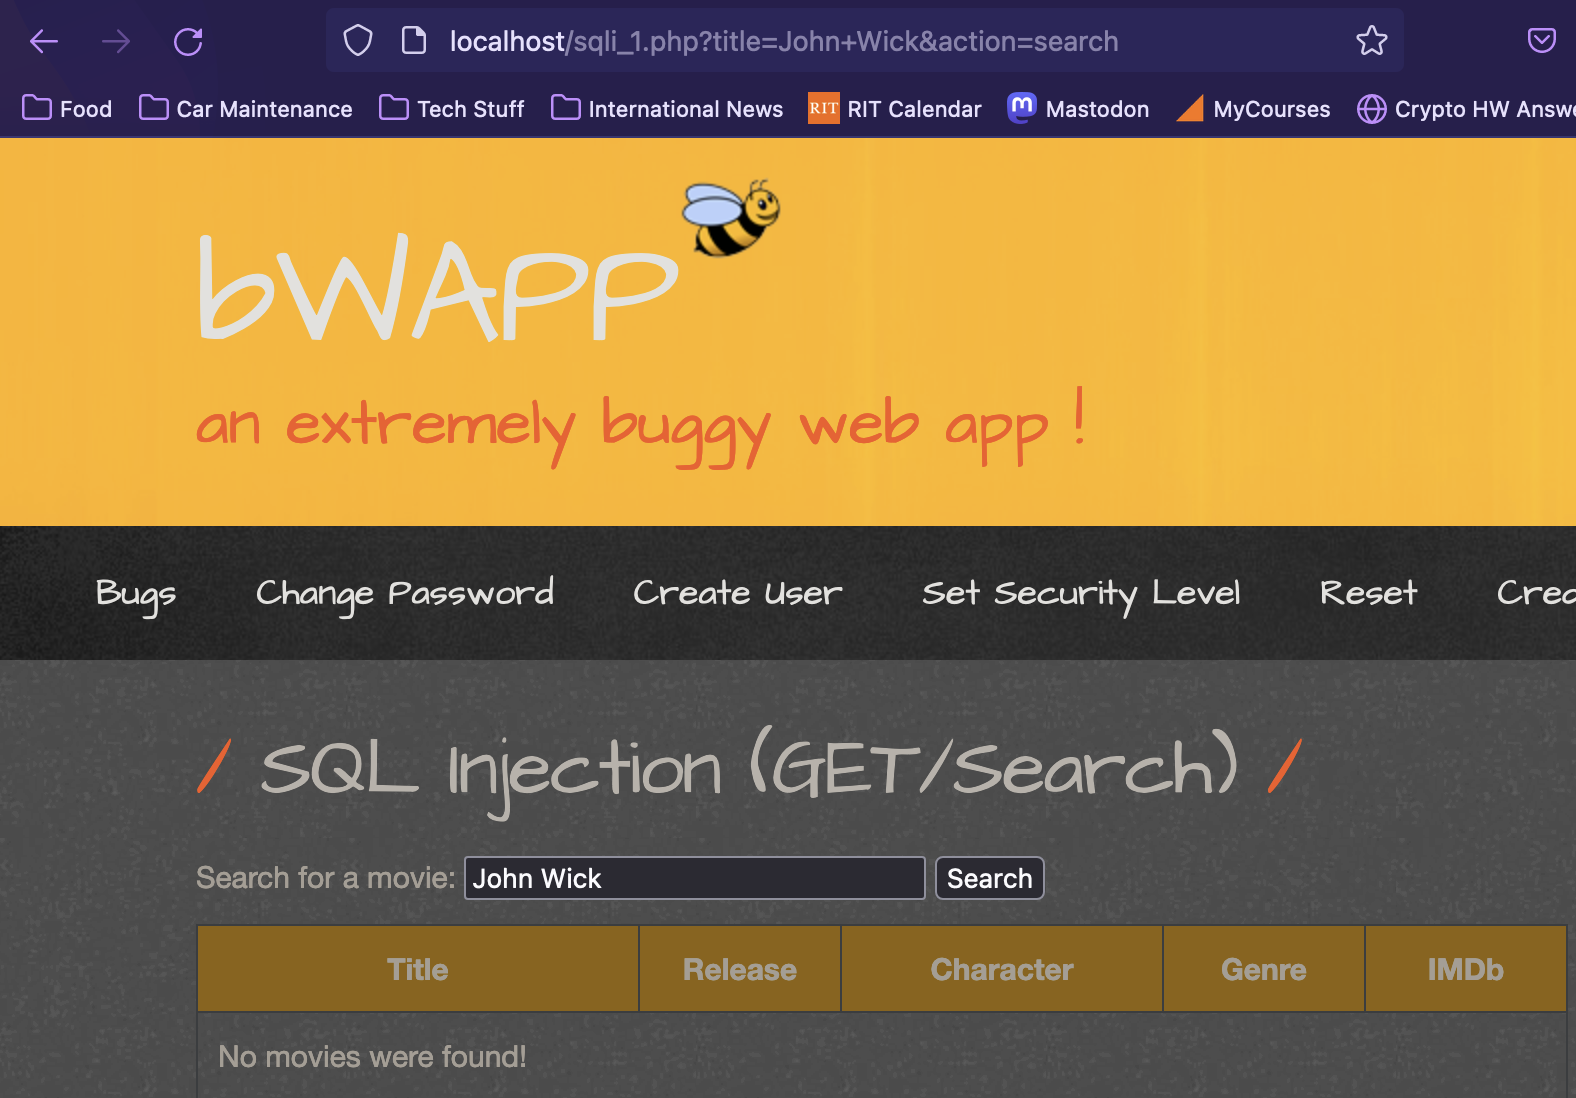 localhost/sqli_1.php?title=John+Wick&action=search
Food Car Maintenance Tech Stuff International News RIT RIT Calendar m Mastodon MyCourses Crypto HW Answe
bWAPP
an extremely buggy web app !
Bugs Change Password Create User Set Security Level Reset Cred
/ SQL Injection (GET/Search) /
Search for a movie: John Wick Search
Title Release Character Genre IMDb
No movies were found!